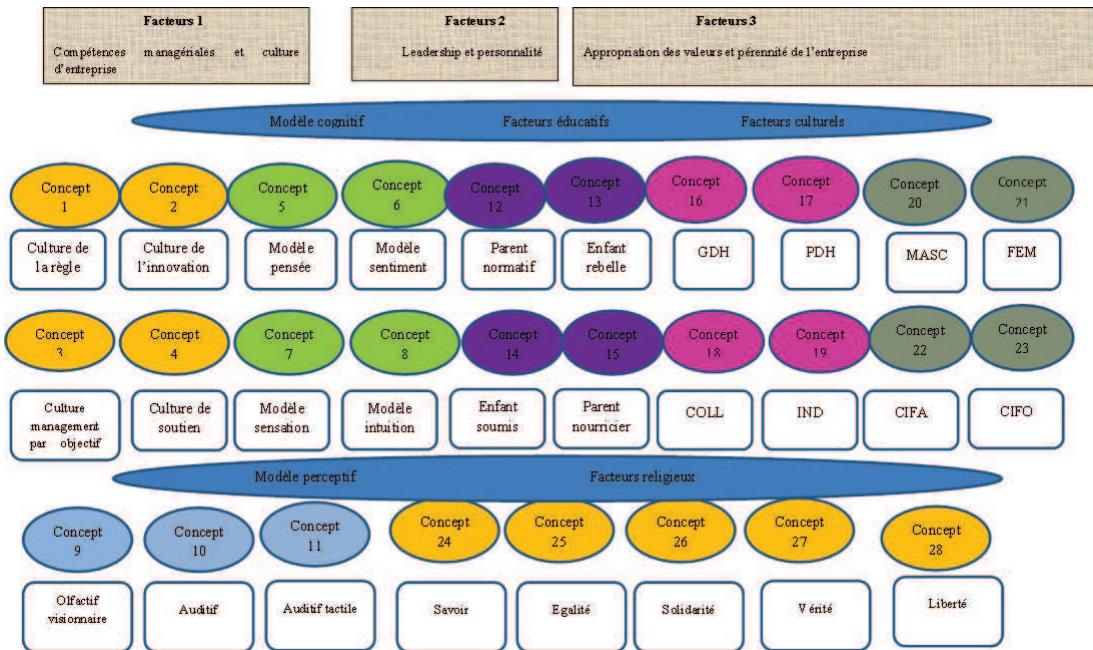 Facteurs 1
Compétences managériales et culture
d'entreprise
Facteurs 2
Leadership et personnalité
Facteurs 3
Appropriation des valeurs et pérennité de l'entreprise
Modèle cognitif Facteurs éducatifs Facteurs culturels
Concept 1
Concept 2
Concept 5
Concept 6
Concept 12
Concept 13
Concept 16
Concept 17
Concept 20
Concept 21
Culture de
la règle
Culture de
l'innovation
Modèle
pensée
Modèle
sentiment
Parent
normatif
Enfant
rebelle
GDH
PDH
MASC
FEM
Concept 3
Concept 4
Concept 7
Concept 8
Concept 14
Concept 15
Concept 18
Concept 19
Concept 22
Concept 23
Culture
management
par objectif
Culture de
soutien
Modèle
sensation
Modèle
intuition
Enfant
soumis
Parent
nourricier
COLL
IND
CIFA
CIFO
Modèle perceptif Facteurs religieux
Concept 9
Concept 10
Concept 11
Concept 24
Concept 25
Concept 26
Concept 27
Concept 28
Olfactif
visionnaire
Auditif
Auditif tactile
Savoir
Egalité
Solidarité
Vérité
Liberté